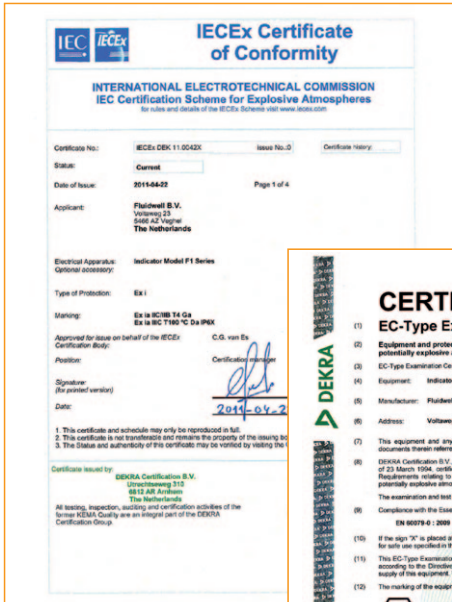 IEC IECEx
IECEx Certificate
of Conformity
INTERNATIONAL ELECTROTECHNICAL COMMISSION
IEC Certification Scheme for Explosive Atmospheres
for rules and details of the IECEx Scheme visit www.iecex.com
Certificate No.: IECEx DEK 11.0042X issue No.:0 Certificate history:
Status: Current
Date of Issue: 2011-04-22 Page 1 of 4
Applicant: Fluidwell B.V.
Voltaweg 23
5466 AZ Veghel
The Netherlands
Electrical Apparatus: Indicator Model F1 Series
Optional accessory:
Type of Protection: Ex i
Marking: Ex ia IIC/IIB T4 Ga
Ex ia IIIC T160 °C Da IP6X
Approved for issue on behalf of the IECEx C.G. van Es
Certification Body:
Position: Certification manager
Signature:
(for printed version)
Date: 2011-04-2
1. This certificate and schedule may only be reproduced in full.
2. This certificate is not transferable and remains the property of the issuing bo
3. The Status and authenticity of this certificate may be verified by visiting the
Certificate issued by:
DEKRA Certification B.V.
Utrechtseweg 310
6812 AR Arnhem
The Netherlands
All testing, inspection, auditing and certification activities of the
former KEMA Quality are an integral part of the DEKRA
Certification Group.
DEKRA
CERTI
(1) EC-Type Ex
(2) Equipment and prote
potentially explosive a
(3) EC-Type Examination Ce
(4) Equipment: Indicato
(5) Manufacturer: Fluidwel
(6) Address: Voltawe
(7) This equipment and any
documents therein referred
(8) DEKRA Certification B.V.,
of 23 March 1994, certifi
Requirements relating to
potentially explosive atmo
The examination and test
(9) Compliance with the Esse
EN 60079-0 : 2009
(10) If the sign "X" is placed a
for safe use specified in th
(11) This EC-Type Examination
according to the Directive
supply of this equipment.
(12) The marking of the equipm